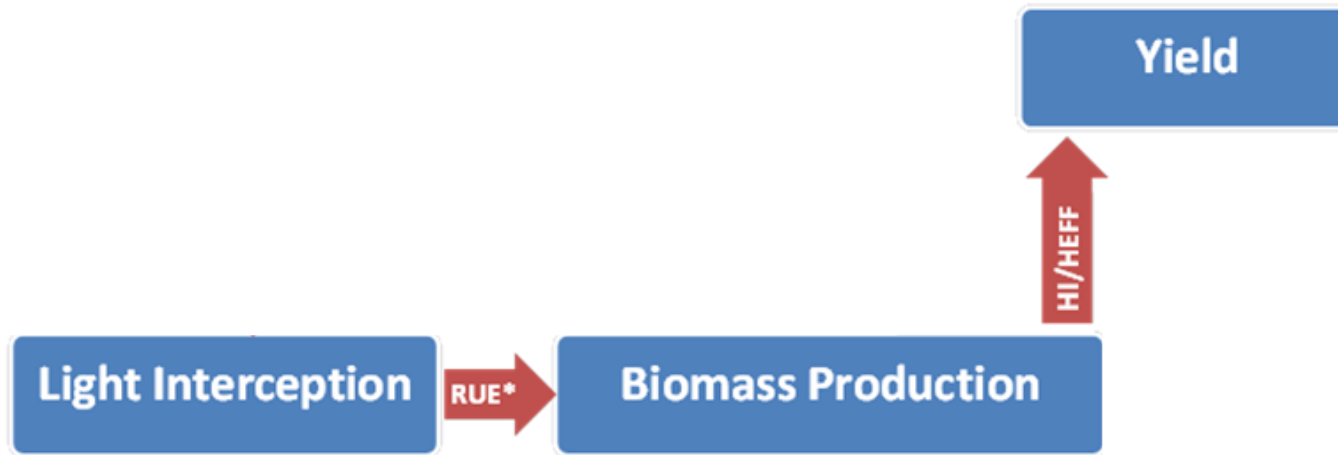 Yield
HI/HEFF
Light Interception
RUE*
Biomass Production